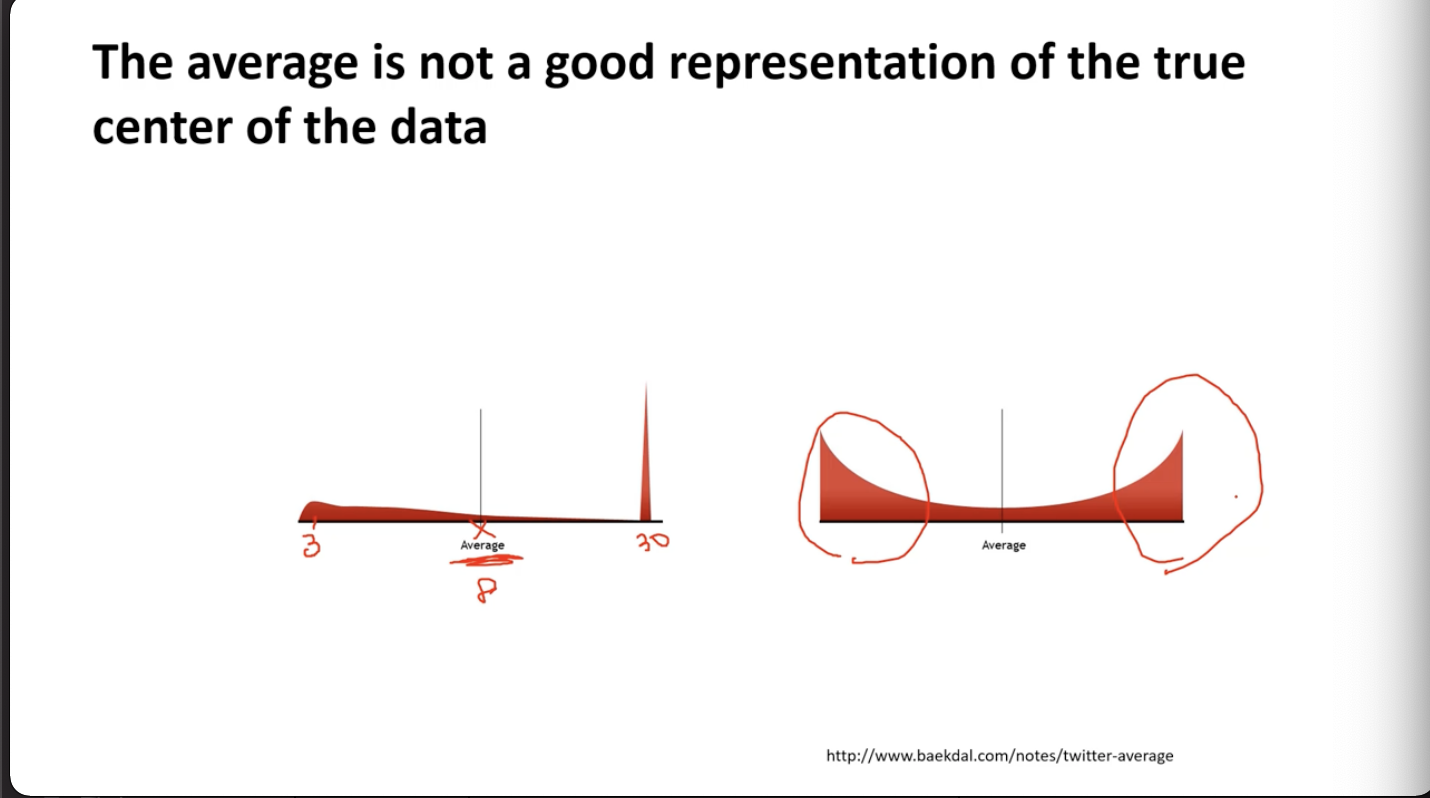 The average is not a good representation of the true
center of the data
3
Average
30
8
Average
http://www.baekdal.com/notes/twitter-average